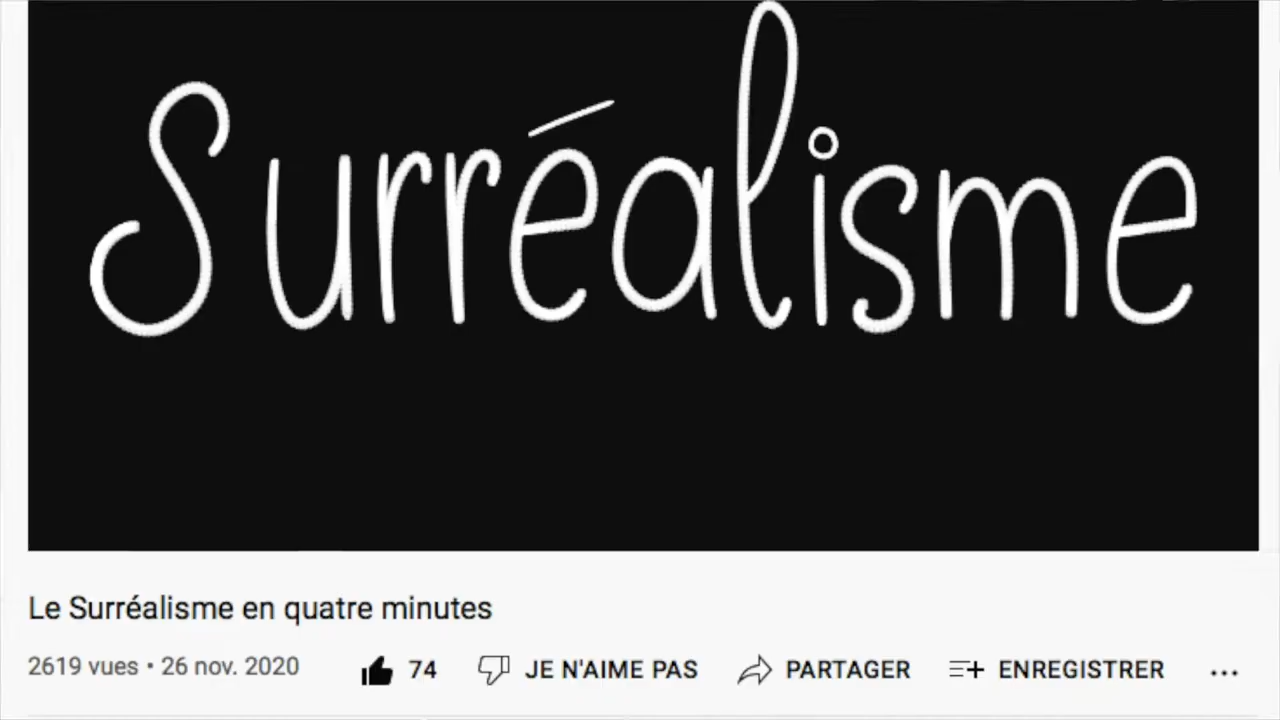 Surréalisme
Le Surréalisme en quatre minutes
2619 vues • 26 nov. 2020 74 JE N'AIME PAS PARTAGER ENREGISTRER ...